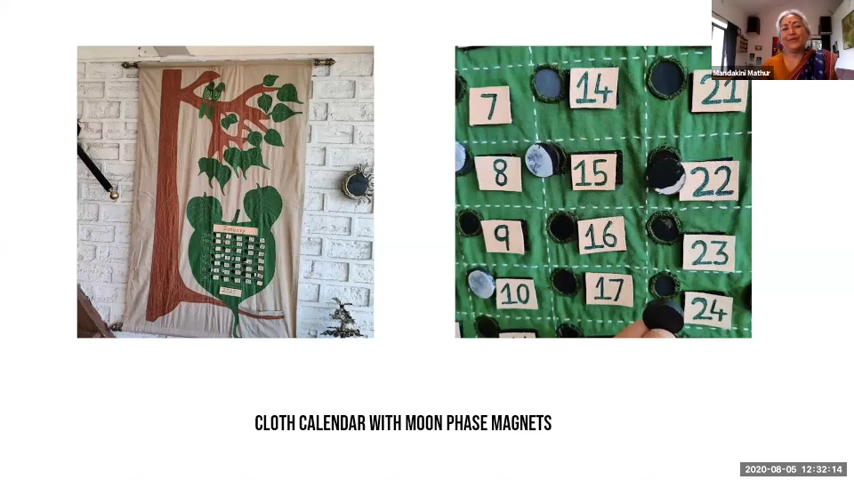 Mandakini Mathur
7 14 21
8 15 22
9 16 23
10 17 24
CLOTH CALENDAR WITH MOON PHASE MAGNETS
2020-08-05 12:32:14